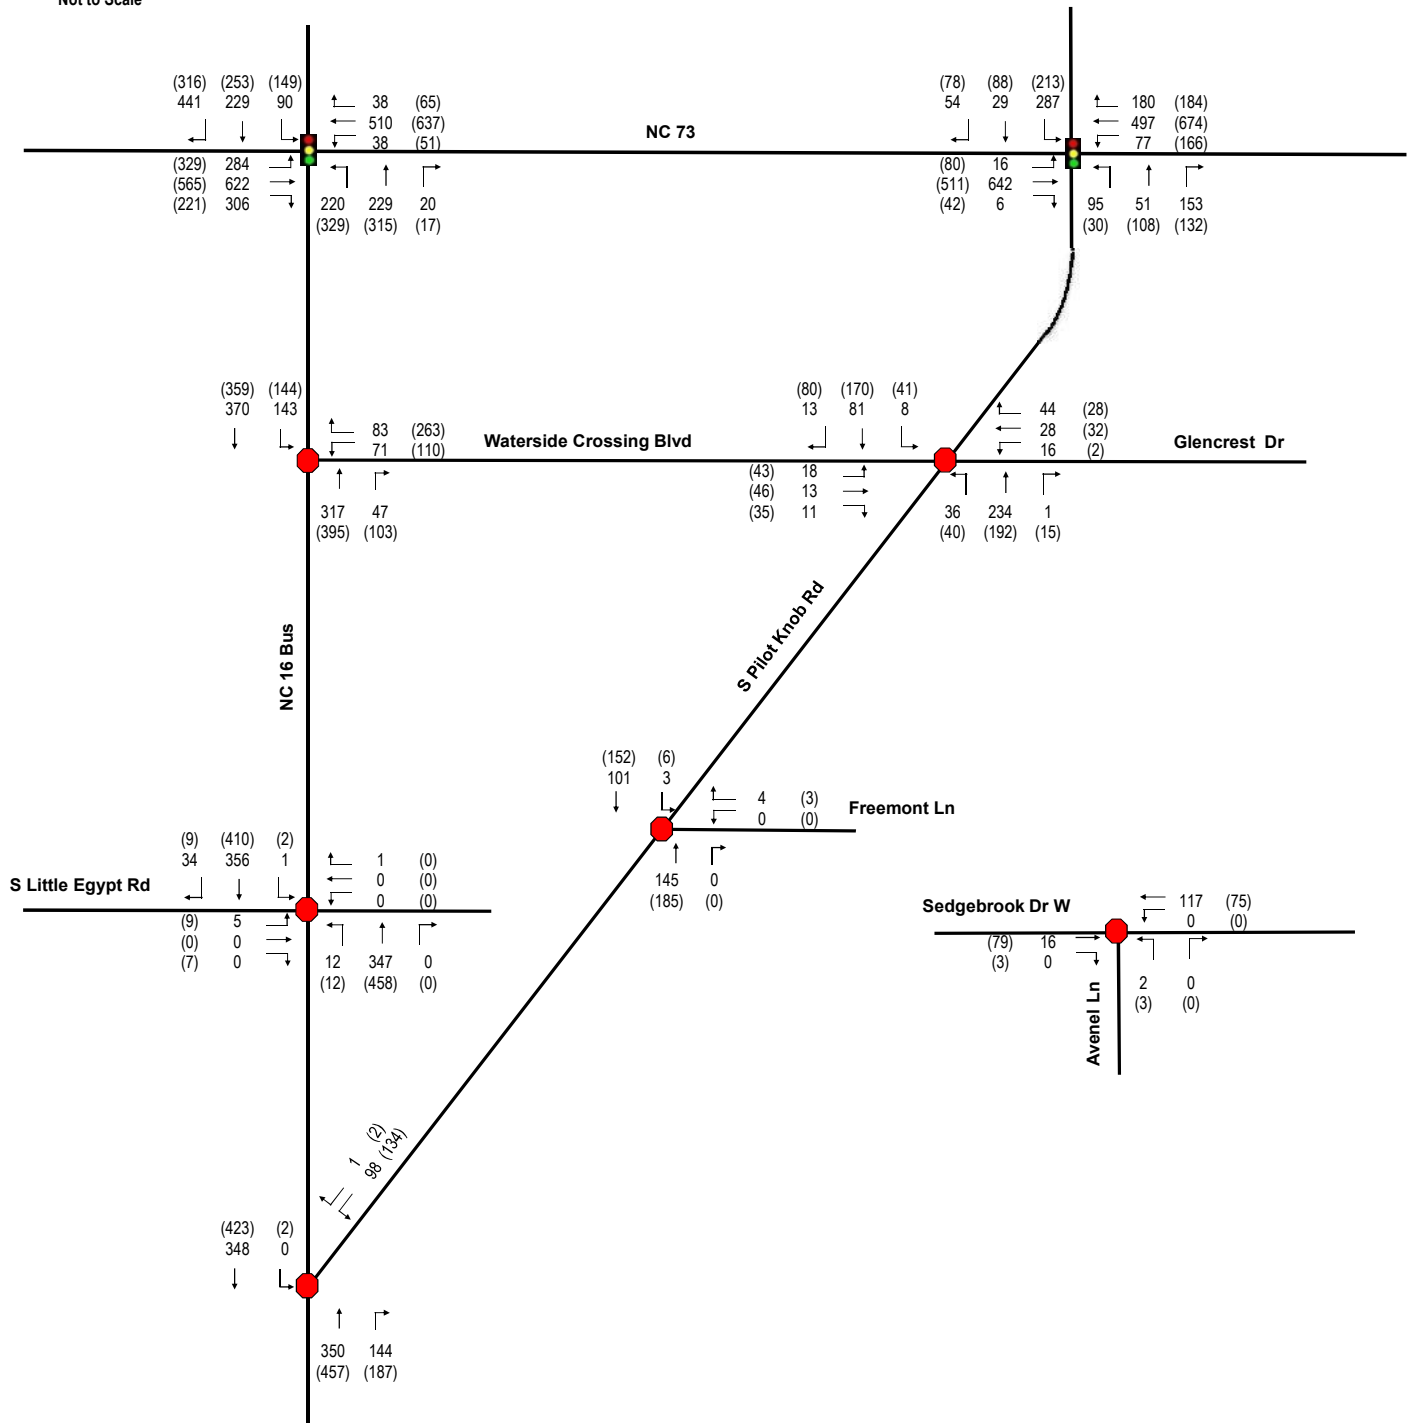 Not to Scale
(316) (253) (149)
441 229 90
38 (65)
510 (637)
38 (51)
(329) 284
(565) 622
(221) 306
220 229 20
(329) (315) (17)
NC 73
(78) (88) (213)
54 29 287
180 (184)
497 (674)
77 (166)
(80) 16
(511) 642
(42) 6
95 51 153
(30) (108) (132)
(359) (144)
370 143
83 (263)
71 (110)
317 47
(395) (103)
Waterside Crossing Blvd
(80) (170) (41)
13 81 8
44 (28)
28 (32)
16 (2)
Glencrest Dr
(43) 18
(46) 13
(35) 11
36 234 1
(40) (192) (15)
NC 16 Bus
S Pilot Knob Rd
(152) (6)
101 3
4 (3)
0 (0)
Freemont Ln
145 0
(185) (0)
S Little Egypt Rd
(9) (410) (2)
34 356 1
1 (0)
0 (0)
0 (0)
(9) 5
(0) 0
(7) 0
12 347 0
(12) (458) (0)
Sedgebrook Dr W
117 (75)
0 (0)
(79) 16
(3) 0
2 0
(3) (0)
Avenel Ln
1 (2)
98 (134)
(423) (2)
348 0
350 144
(457) (187)